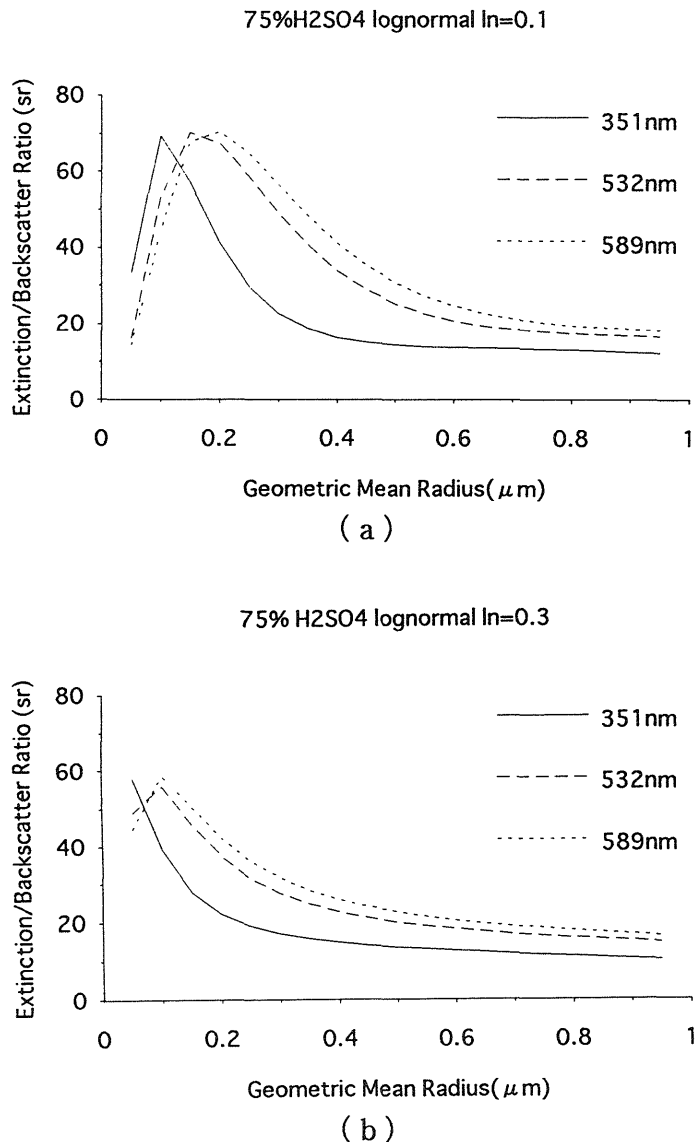 75%H2SO4 lognormal ln=0.1
Extinction/Backscatter Ratio (sr)
80
60
40
20
0
351nm
532nm
589nm
0 0.2 0.4 0.6 0.8 1
Geometric Mean Radius(μm)
(a)
75% H2SO4 lognormal ln=0.3
Extinction/Backscatter Ratio (sr)
80
60
40
20
0
351nm
532nm
589nm
0 0.2 0.4 0.6 0.8 1
Geometric Mean Radius(μm)
(b)